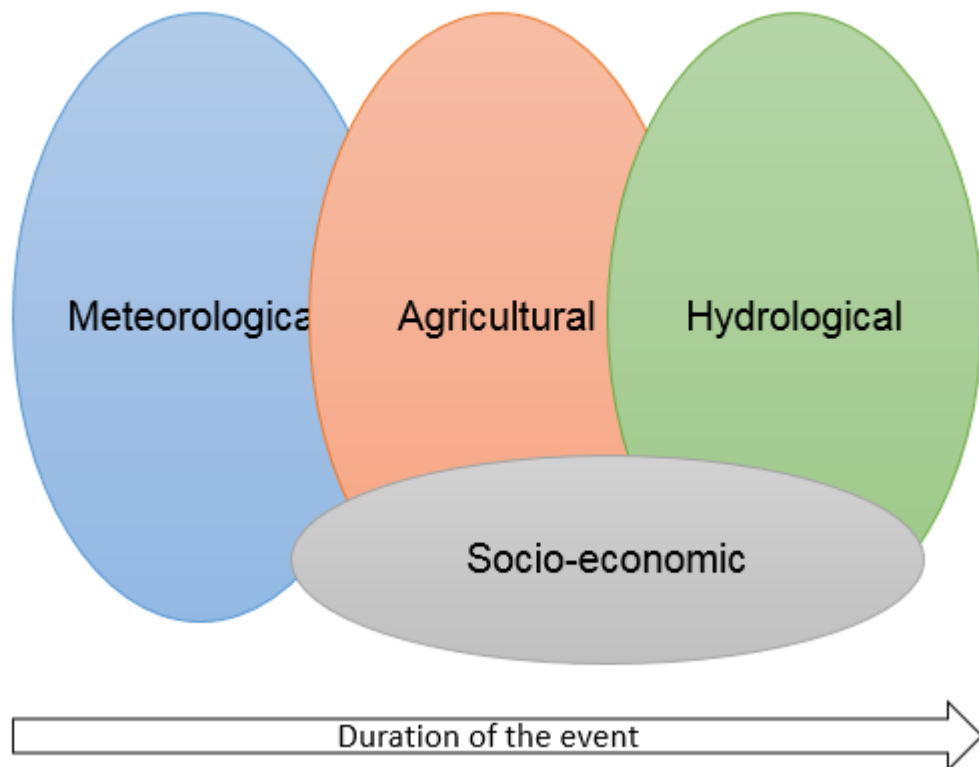 Meteorologica
Agricultural
Hydrological
Socio-economic
Duration of the event